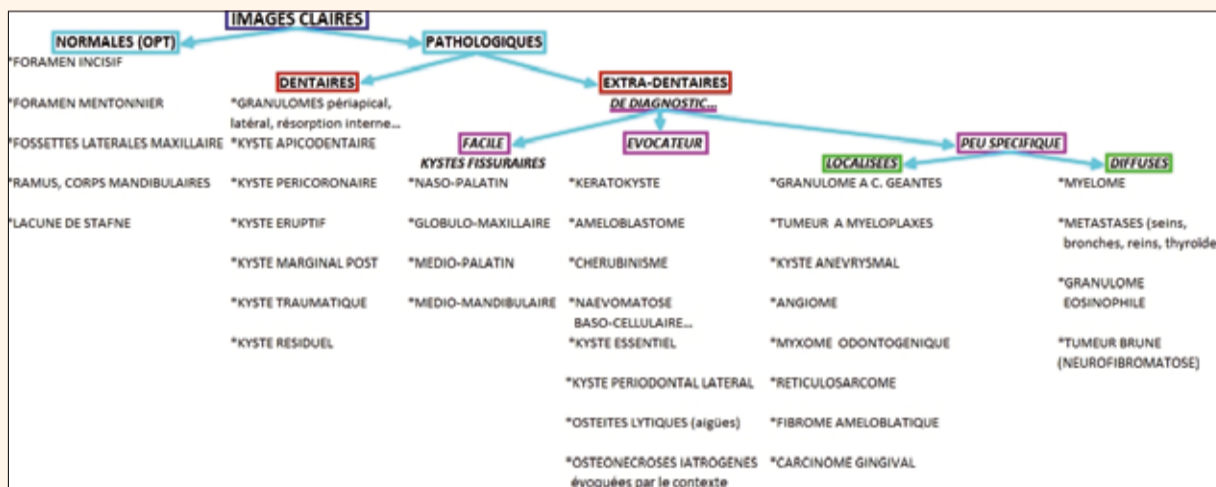 IMAGES CLAIRES
NORMALES (OPT)
PATHOLOGIQUES
*FORAMEN INCISIF
*FORAMEN MENTONNIER
*FOSSETTES LATERALES MAXILLAIRE
*RAMUS, CORPS MANDIBULAIRES
*LACUNE DE STAFNE
DENTAIRES
*GRANULOMES périapical,
latéral, résorption interne...
*KYSTE APICODENTAIRE
*KYSTE PERICORONAIRE
*KYSTE ERUPTIF
*KYSTE MARGINAL POST
*KYSTE TRAUMATIQUE
*KYSTE RESIDUEL
EXTRA-DENTAIRES
DE DIAGNOSTIC...
FACILE
KYSTES FISSURAIRES
*NASO-PALATIN
*GLOBULO-MAXILLAIRE
*MEDIO-PALATIN
*MEDIO-MANDIBULAIRE
EVOCATEUR
*KERATOKYSTE
*AMELOBLASTOME
*CHERUBINISME
*NAEVOMATOSE
BASO-CELLULAIRE...
*KYSTE ESSENTIEL
*KYSTE PERIODONTAL LATERAL
*OSTEITES LYTIQUES (aigües)
*OSTEONECROSES IATROGENES
évoquées par le contexte
PEU SPECIFIQUE
LOCALISEES
*GRANULOME A C. GEANTES
*TUMEUR A MYELOPLAXES
*KYSTE ANEVRYSMAL
*ANGIOME
*MYXOME ODONTOGENIQUE
*RETICULOSARCOME
*FIBROME AMELOBLATIQUE
*CARCINOME GINGIVAL
DIFFUSES
*MYELOME
*METASTASES (seins,
bronches, reins, thyroïde
*GRANULOME
EOSINOPHILE
*TUMEUR BRUNE
(NEUROFIBROMATOSE)